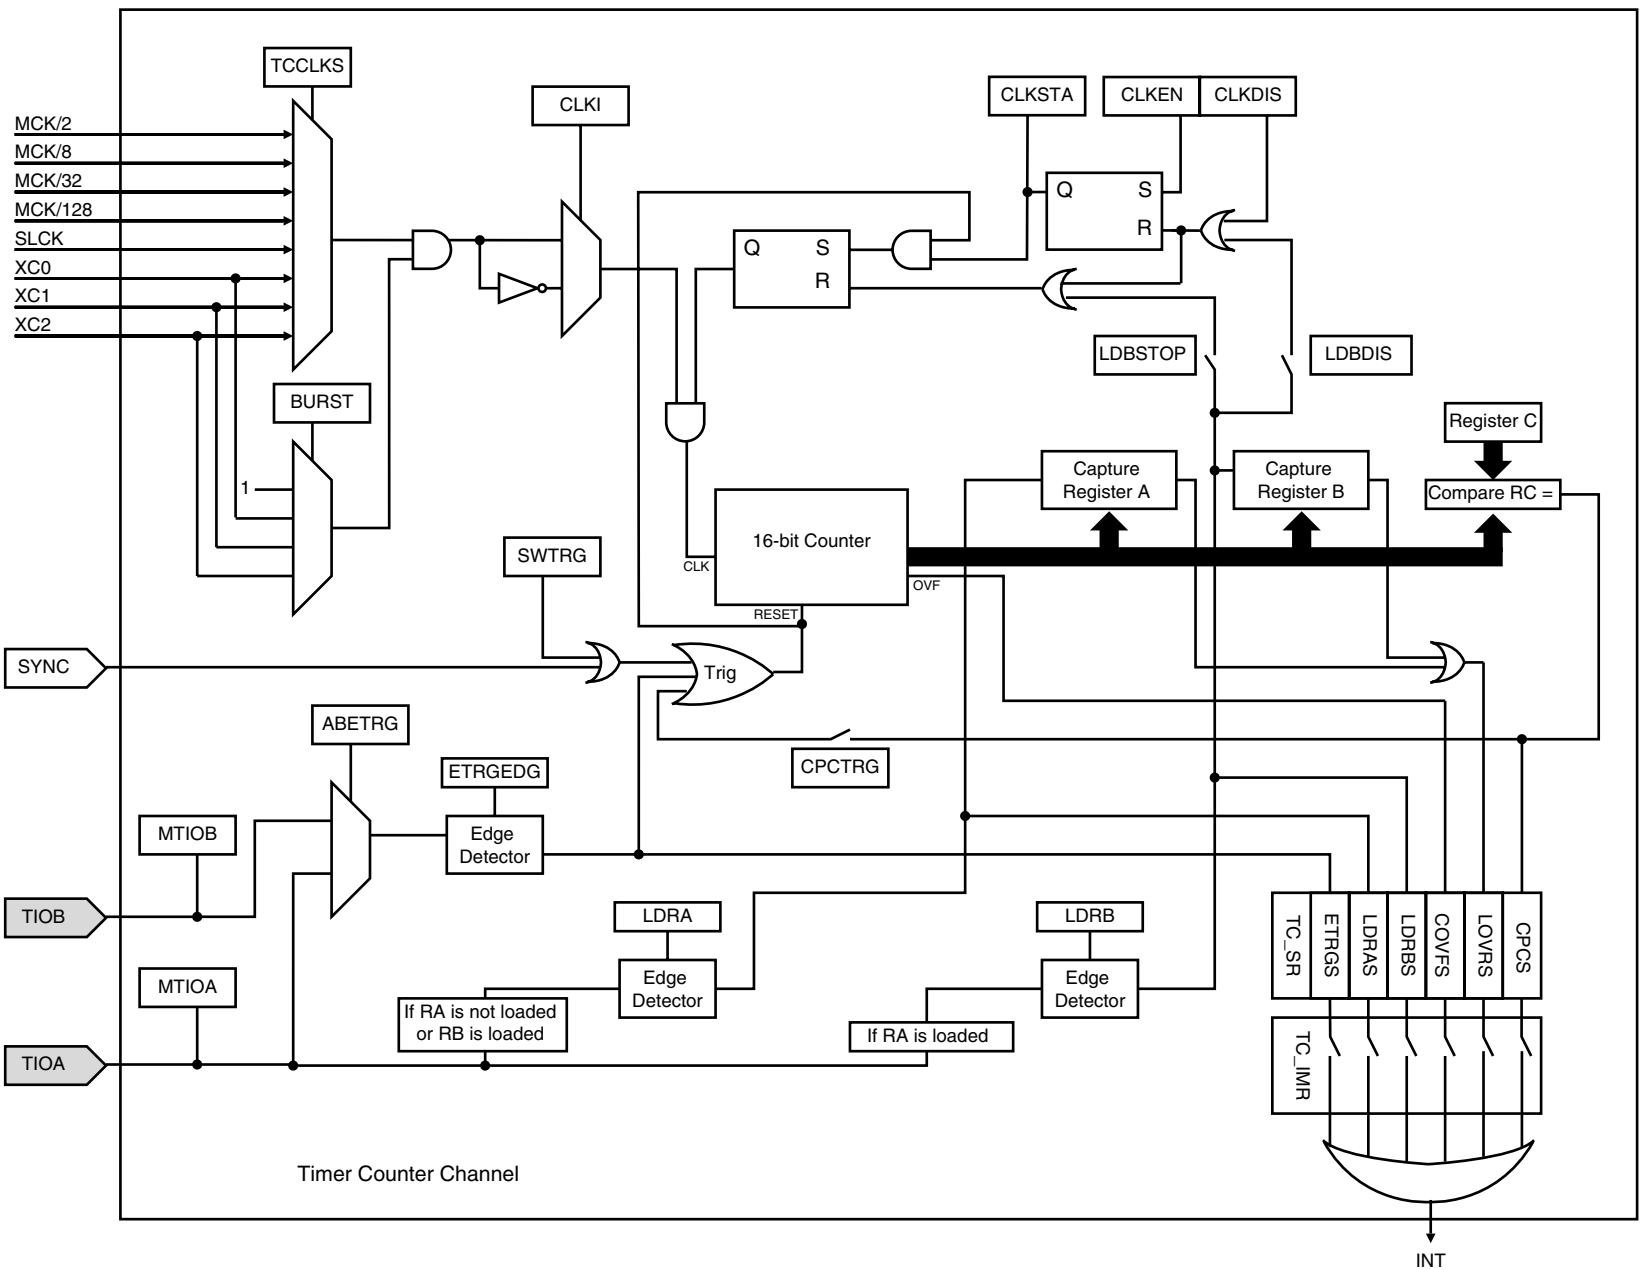 TCCLKS
MCK/2
MCK/8
MCK/32
MCK/128
SLCK
XC0
XC1
XC2
CLKI
CLKSTA
CLKEN
CLKDIS
Q
S
R
Q
S
R
LDBSTOP
LDBDIS
BURST
1
Register C
Capture
Register A
Capture
Register B
Compare RC =
16-bit Counter
CLK
OVF
RESET
SWTRG
SYNC
Trig
ABETRG
CPCTRG
ETRGEDG
MTIOB
Edge
Detector
TIOB
LDRA
LDRB
MTIOA
Edge
Detector
Edge
Detector
If RA is not loaded
or RB is loaded
If RA is loaded
TIOA
TC_SR
ETRGS
LDRAS
LDRBS
COVFS
LOVRS
CPCS
TC_IMR
Timer Counter Channel
INT